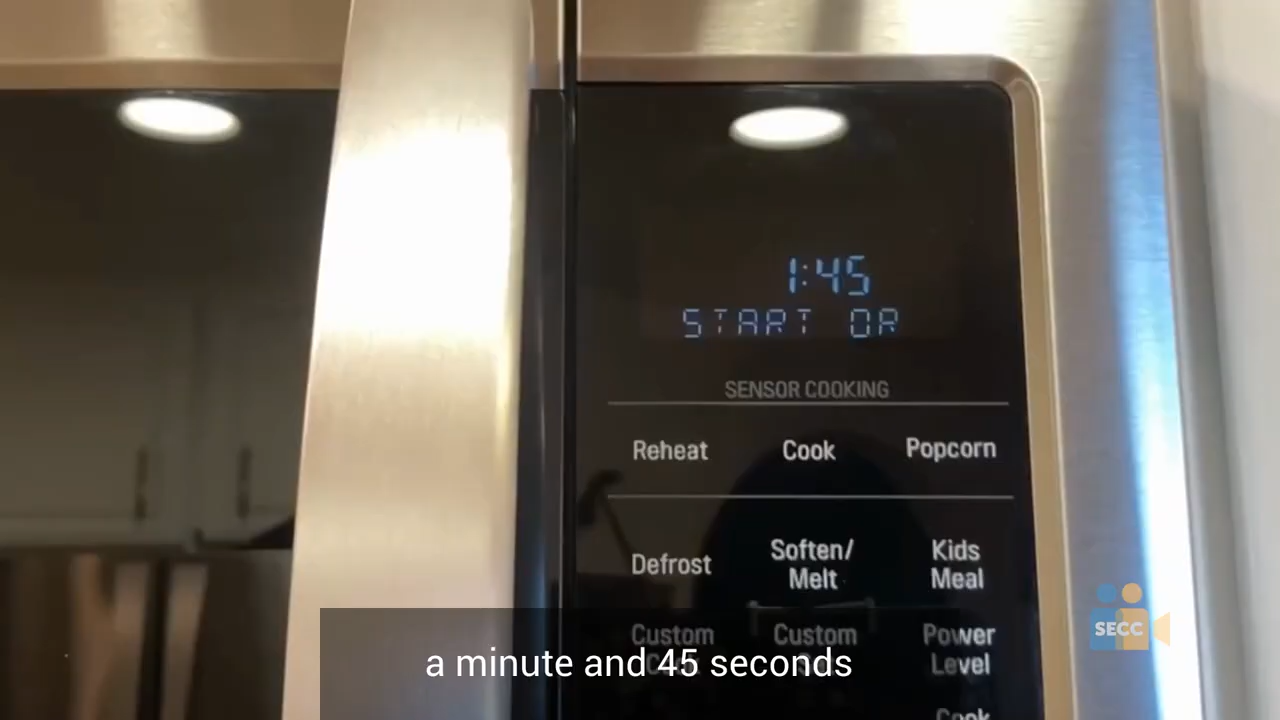 1:45
START OR
SENSOR COOKING
Reheat Cook Popcorn
Defrost Soften/ Melt Kids Meal
Custom Custom Power Level
a minute and 45 seconds
Cook
SECC